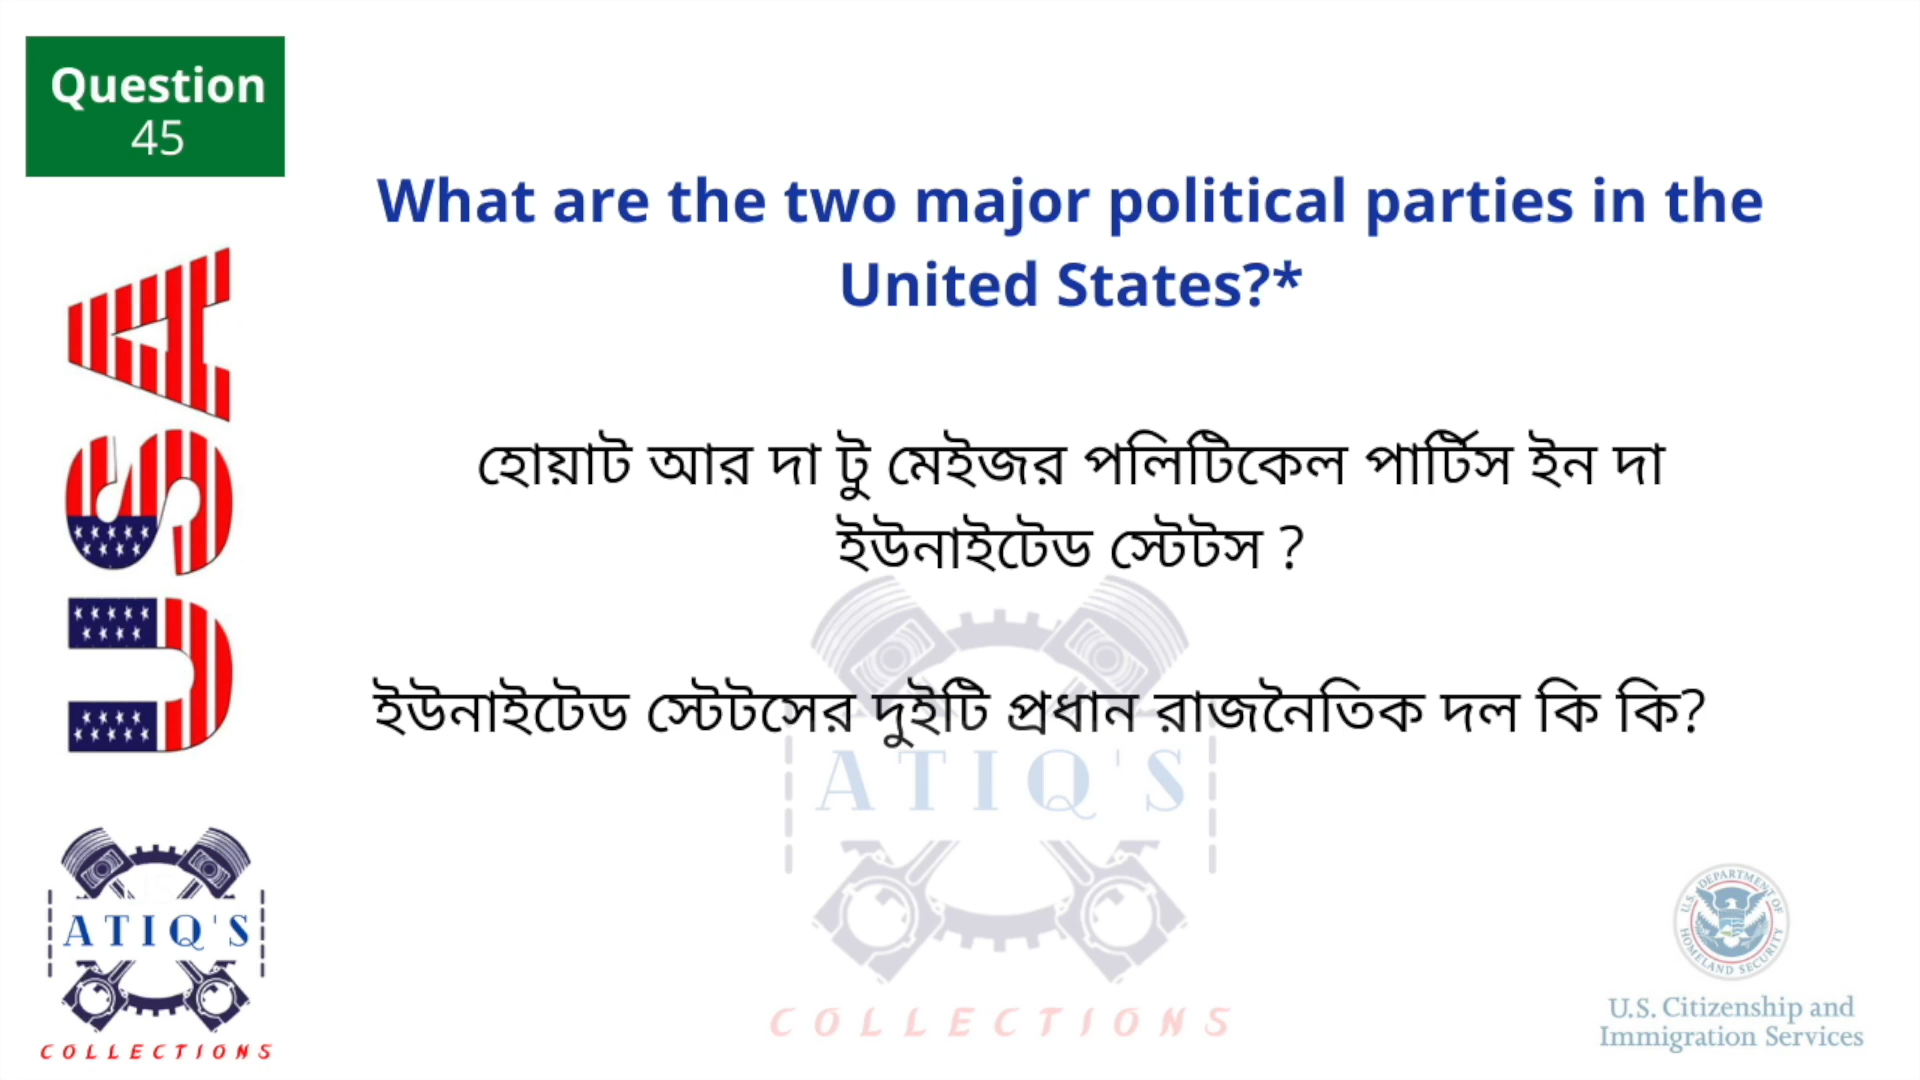 Question
45
What are the two major political parties in the
United States?*
হোয়াট আর দা টু মেইজর পলিটিকেল পার্টিস ইন দা
ইউনাইটেড স্টেটস ?
ইউনাইটেড স্টেটসের দুইটি প্রধান রাজনৈতিক দল কি কি?
USA
ATIQ'S
COLLECTIONS
ATIQ'S
COLLECTIONS
U.S. DEPARTMENT OF
HOMELAND SECURITY
U.S. Citizenship and
Immigration Services